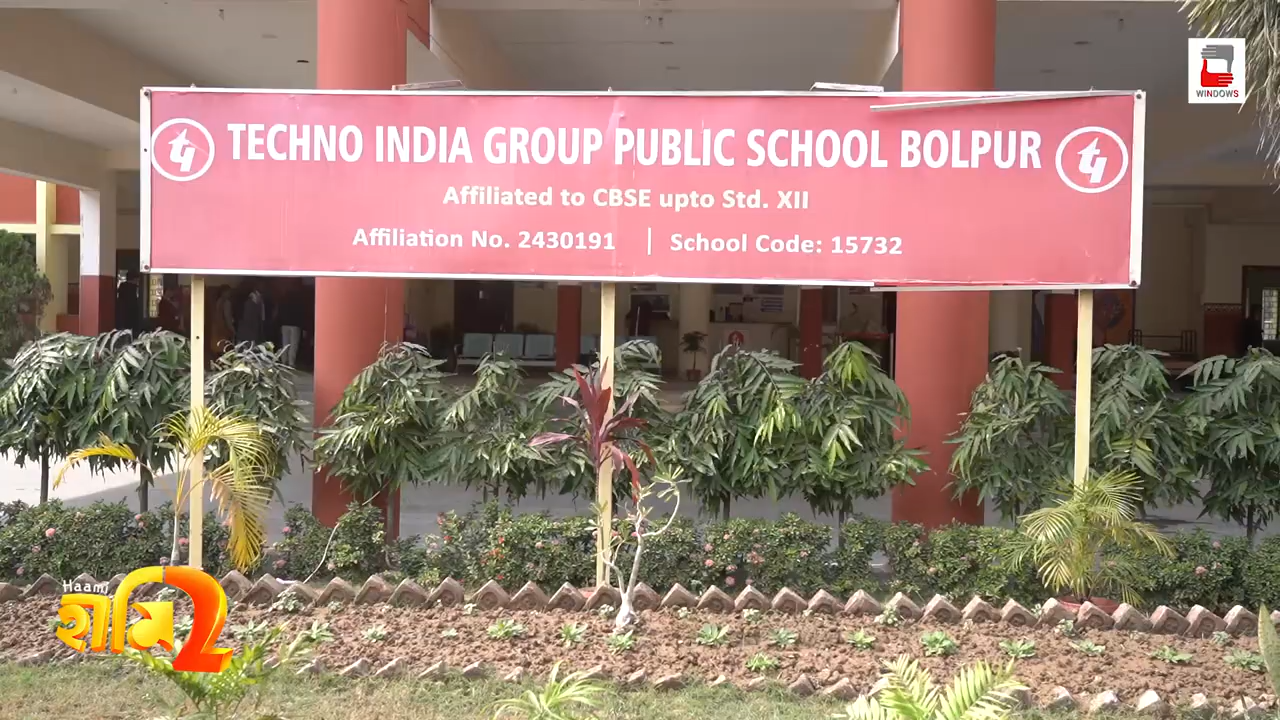 WINDOWS
TECHNO INDIA GROUP PUBLIC SCHOOL BOLPUR
Affiliated to CBSE upto Std. XII
Affiliation No. 2430191 | School Code: 15732
Haami
হামি 2